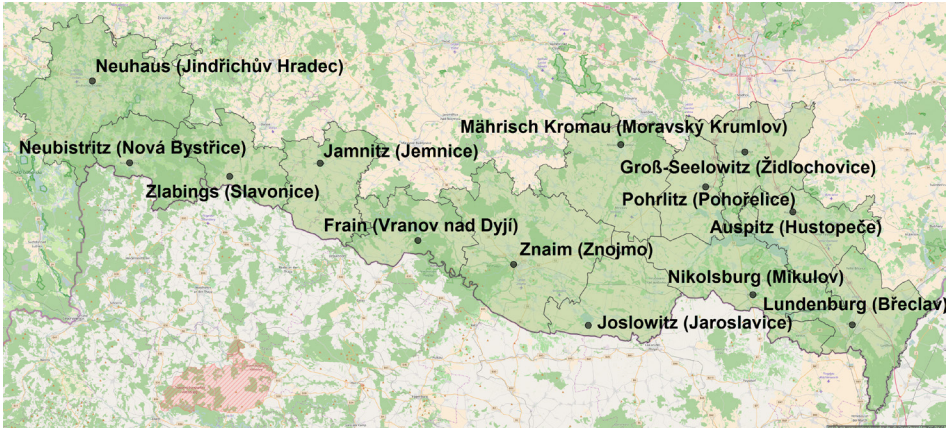 Neuhaus (Jindřichův Hradec)
Mährisch Kromau (Moravský Krumlov)
Neubistritz (Nová Bystřice)
Jamnitz (Jemnice)
Groß-Seelowitz (Židlochovice)
Zlabings (Slavonice)
Pohrlitz (Pohořelice)
Frain (Vranov nad Dyjí)
Auspitz (Hustopeče)
Znaim (Znojmo)
Nikolsburg (Mikulov)
Lundenburg (Břeclav)
Joslowitz (Jaroslavice)